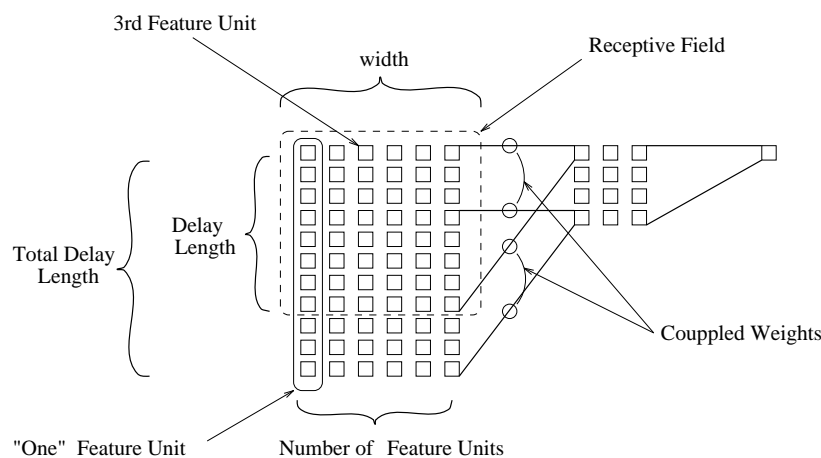 3rd Feature Unit
width
Receptive Field
Delay
Length
Total Delay
Length
Couppled Weights
"One" Feature Unit
Number of Feature Units